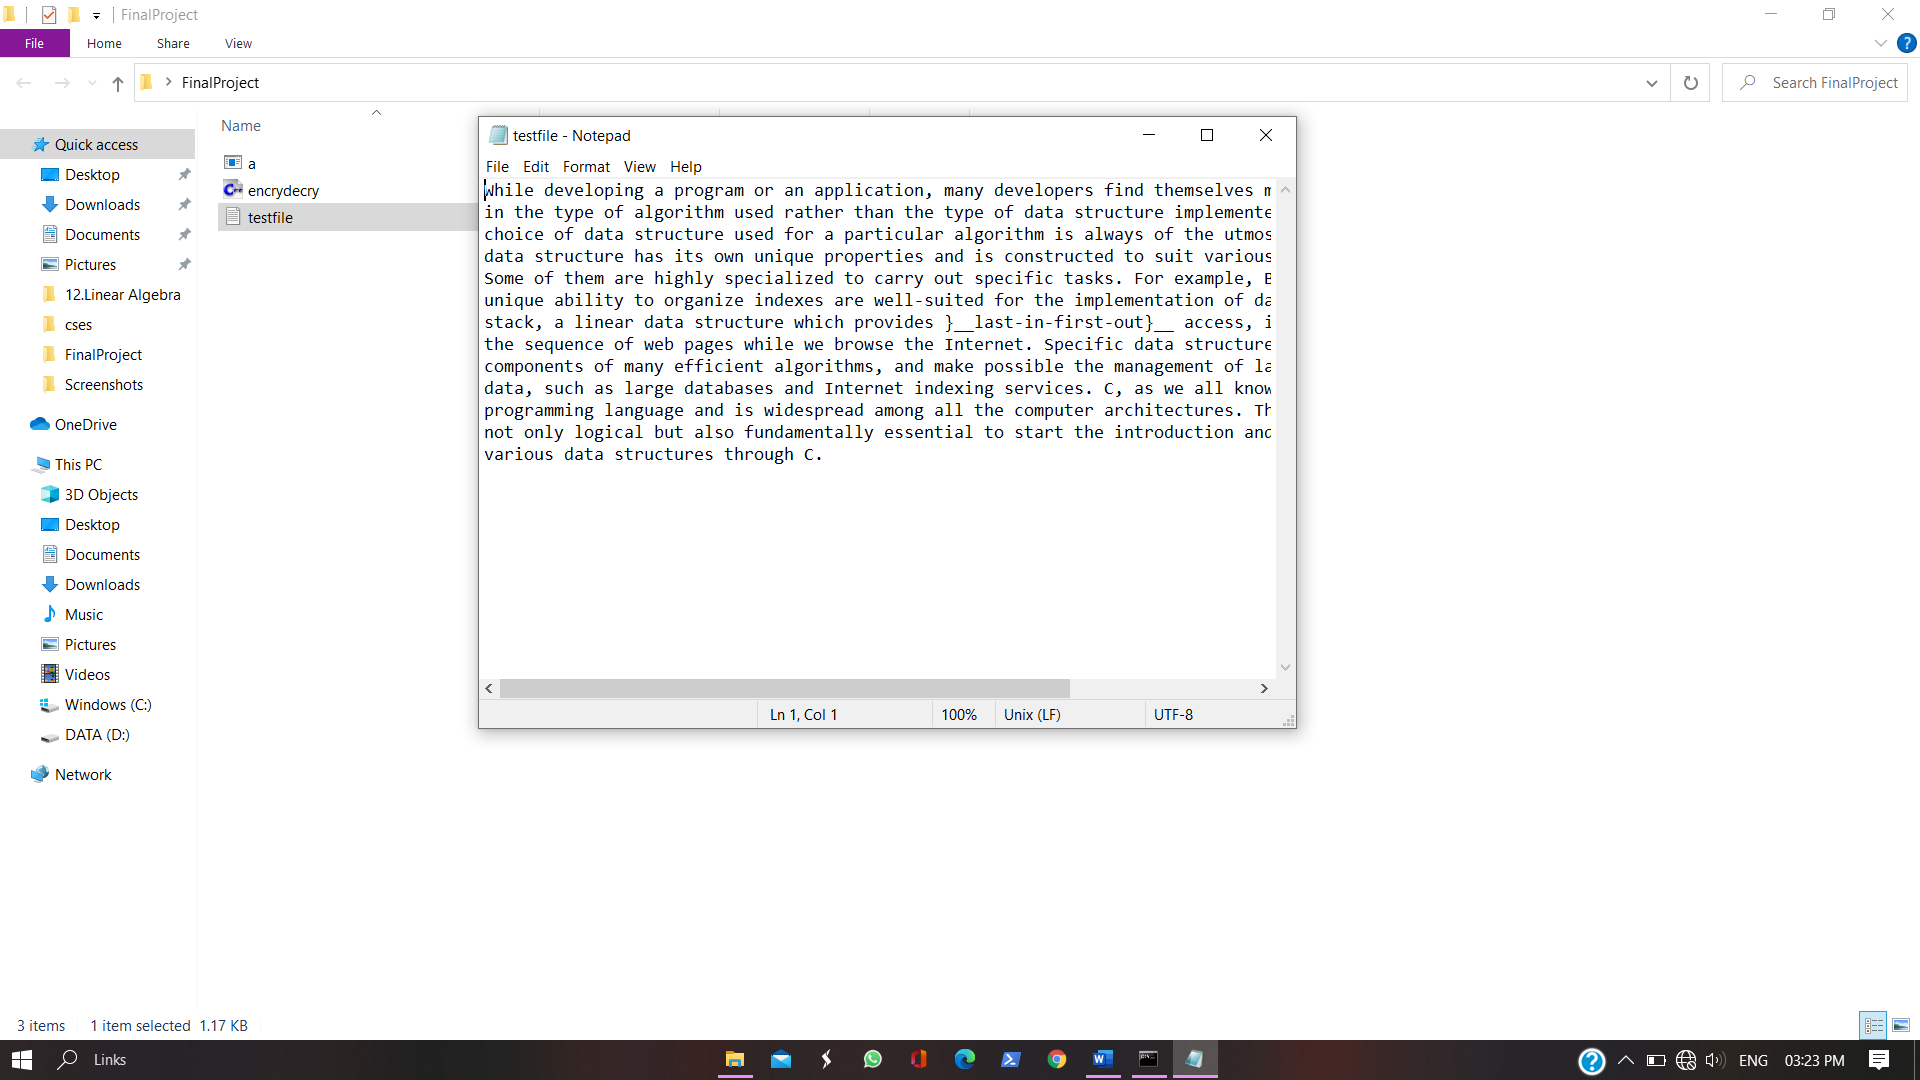 FinalProject
File Home Share View
FinalProject
Search FinalProject
Name
Quick access
Desktop
Downloads
Documents
Pictures
12.Linear Algebra
cses
FinalProject
Screenshots
OneDrive
This PC
3D Objects
Desktop
Documents
Downloads
Music
Pictures
Videos
Windows (C:)
DATA (D:)
Network
a
encrydecry
testfile
testfile - Notepad
File Edit Format View Help
While developing a program or an application, many developers find themselves m
in the type of algorithm used rather than the type of data structure implemente
choice of data structure used for a particular algorithm is always of the utmos
data structure has its own unique properties and is constructed to suit various
Some of them are highly specialized to carry out specific tasks. For example, B
unique ability to organize indexes are well-suited for the implementation of da
stack, a linear data structure which provides }__last-in-first-out}__ access, i
the sequence of web pages while we browse the Internet. Specific data structure
components of many efficient algorithms, and make possible the management of la
data, such as large databases and Internet indexing services. C, as we all know
programming language and is widespread among all the computer architectures. Th
not only logical but also fundamentally essential to start the introduction and
various data structures through C.
Ln 1, Col 1 100% Unix (LF) UTF-8
3 items 1 item selected 1.17 KB
Links
ENG 03:23 PM